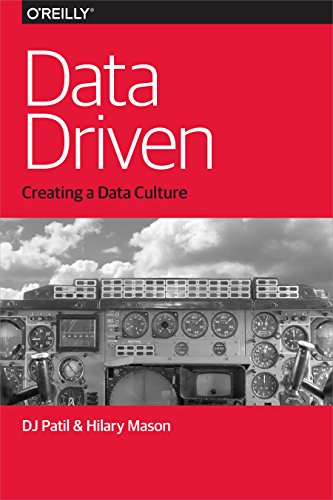 O'REILLY®
Data
Driven
Creating a Data Culture
DJ Patil & Hilary Mason